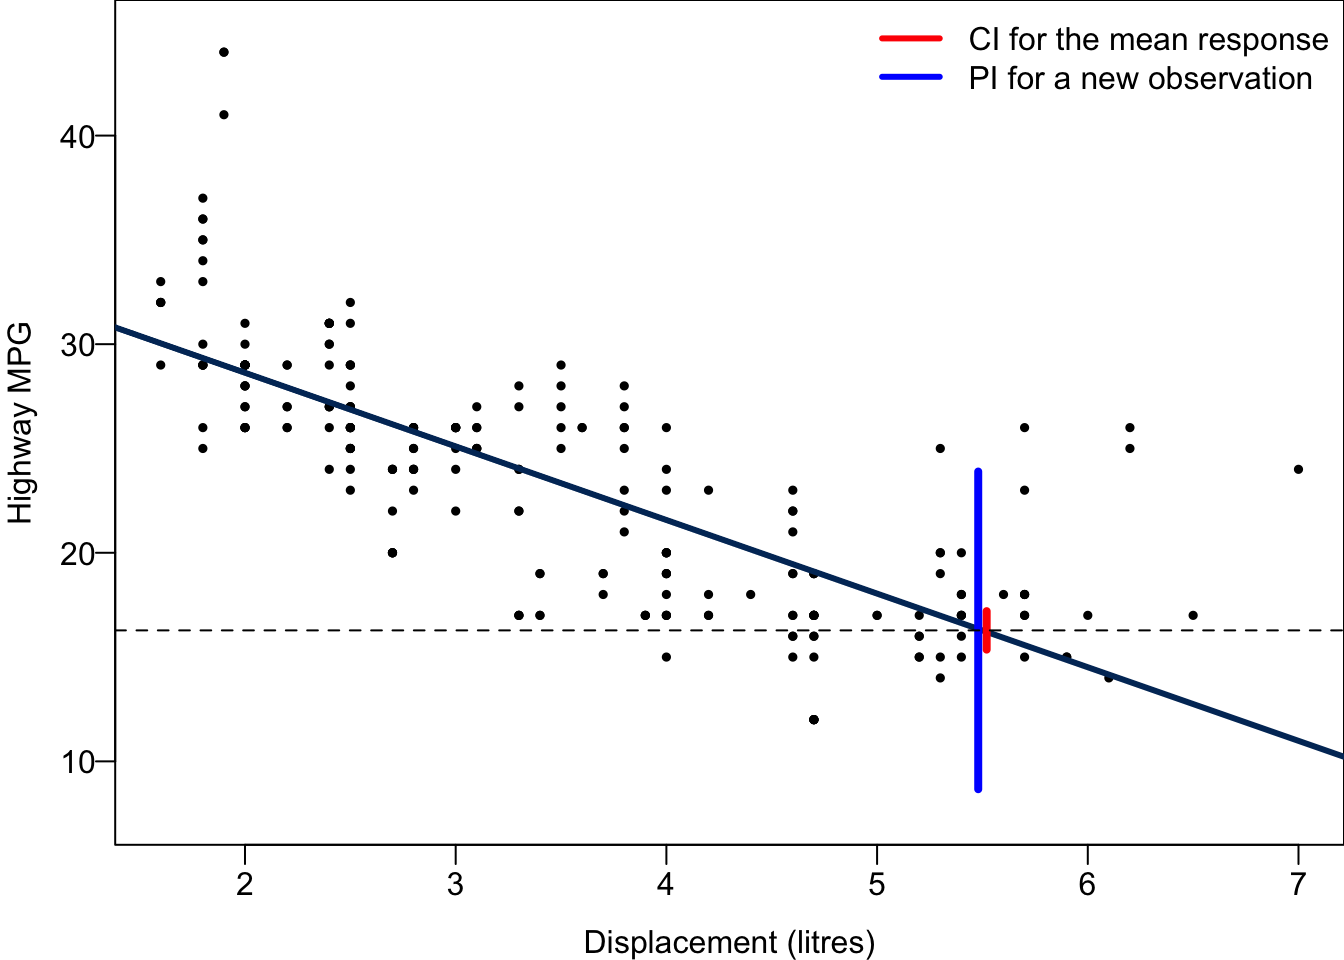 CI for the mean response
PI for a new observation
Highway MPG
40
30
20
10
2 3 4 5 6 7
Displacement (litres)